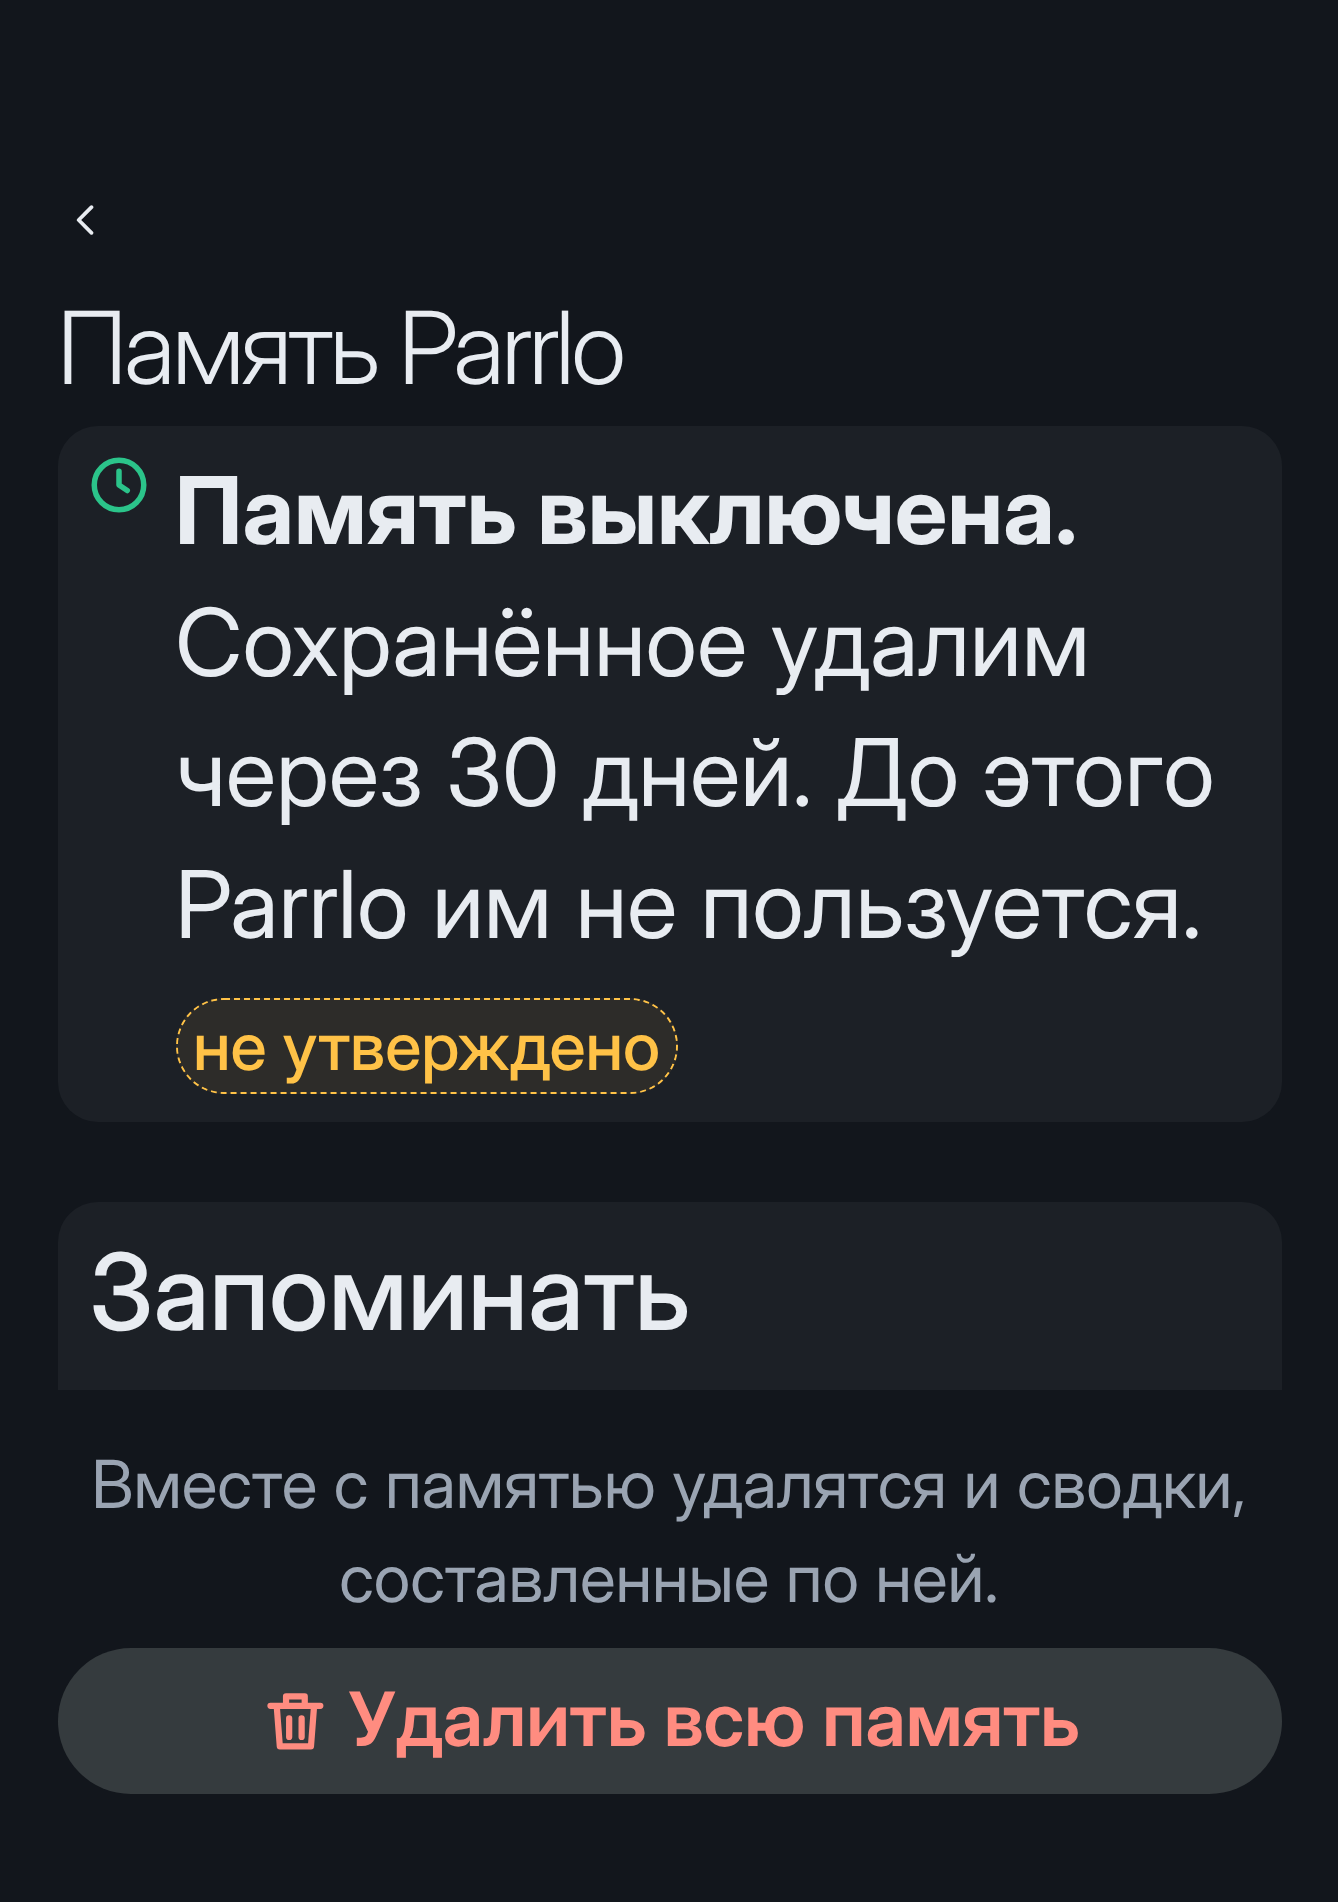 Память Parrlo
Память выключена.
Сохранённое удалим
через 30 дней. До этого
Parrlo им не пользуется.
не утверждено
Запоминать
Вместе с памятью удалятся и сводки,
составленные по ней.
Удалить всю память